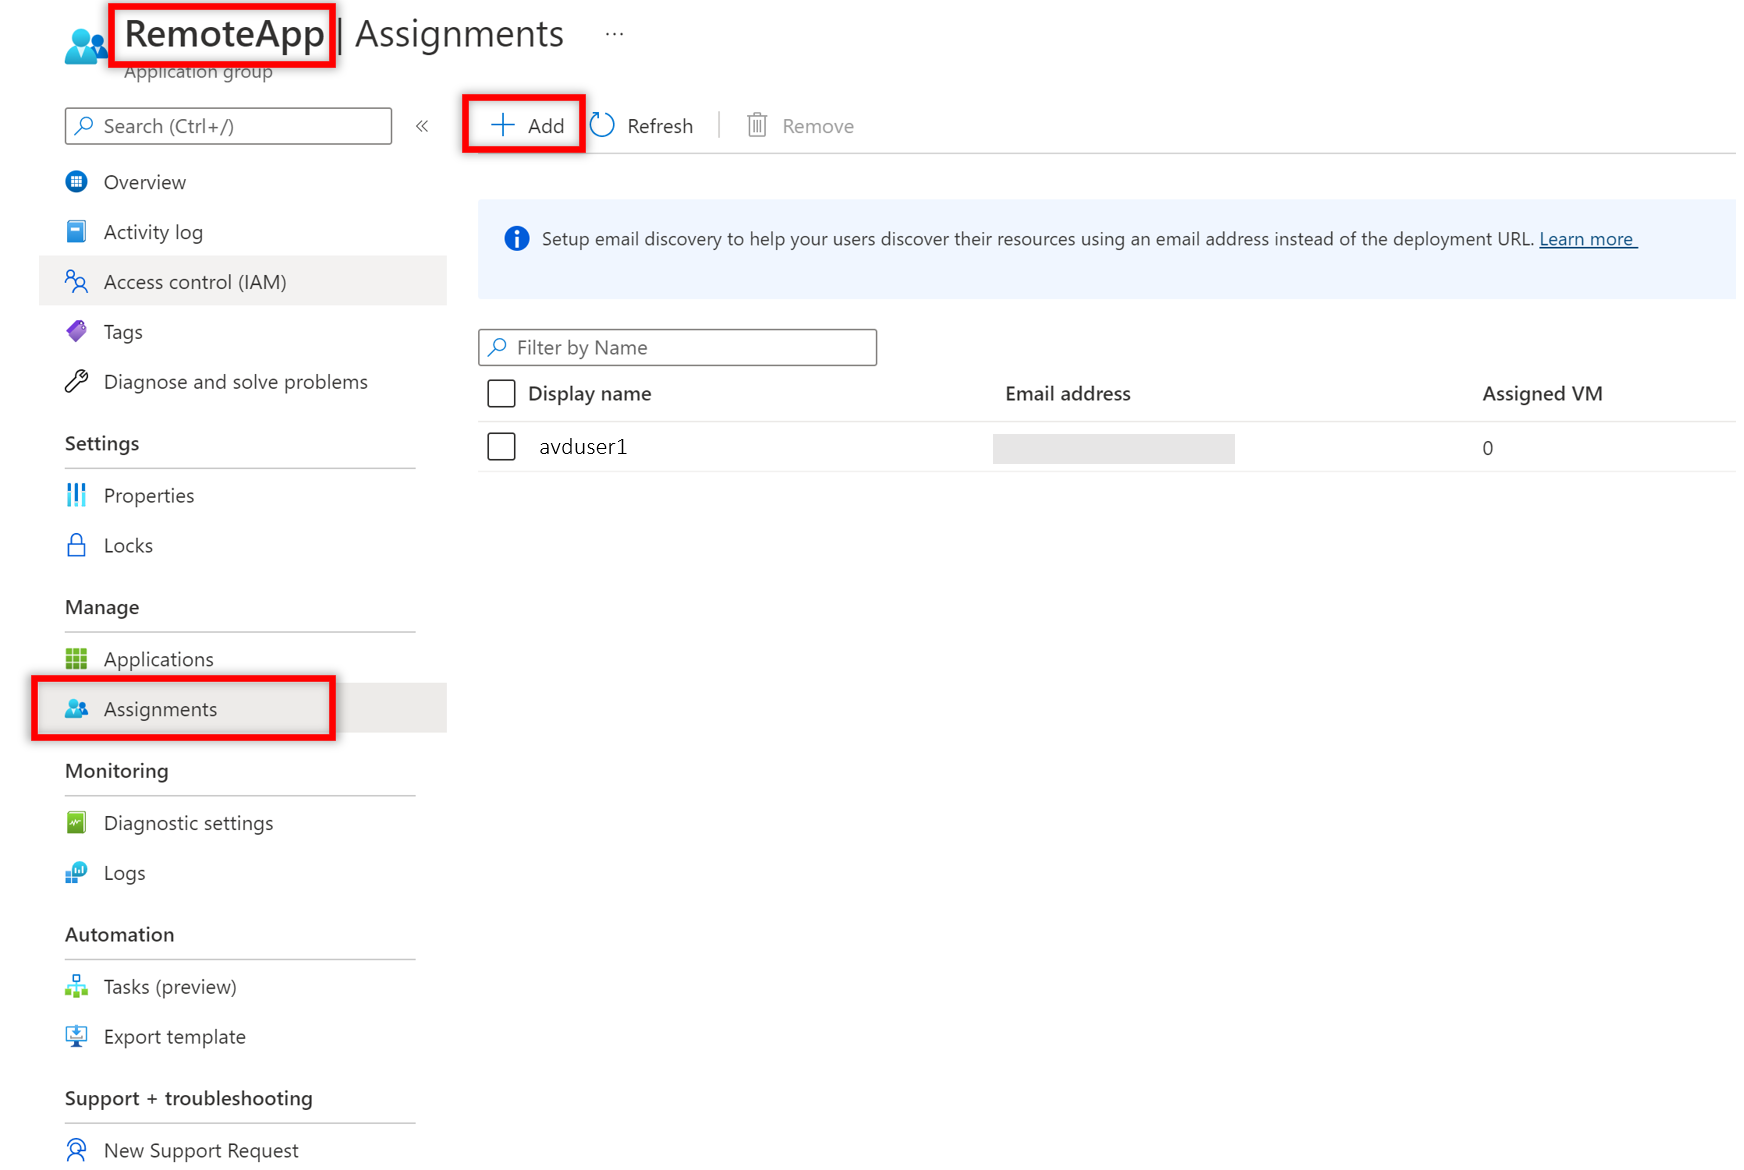 RemoteApp | Assignments ...
Application group
Search (Ctrl+/) «
+ Add Refresh | Remove
Overview
Activity log
Access control (IAM)
Tags
Diagnose and solve problems
Settings
Properties
Locks
Manage
Applications
Assignments
Monitoring
Diagnostic settings
Logs
Automation
Tasks (preview)
Export template
Support + troubleshooting
New Support Request
Setup email discovery to help your users discover their resources using an email address instead of the deployment URL. Learn more
Filter by Name
Display name Email address Assigned VM
avduser1 0